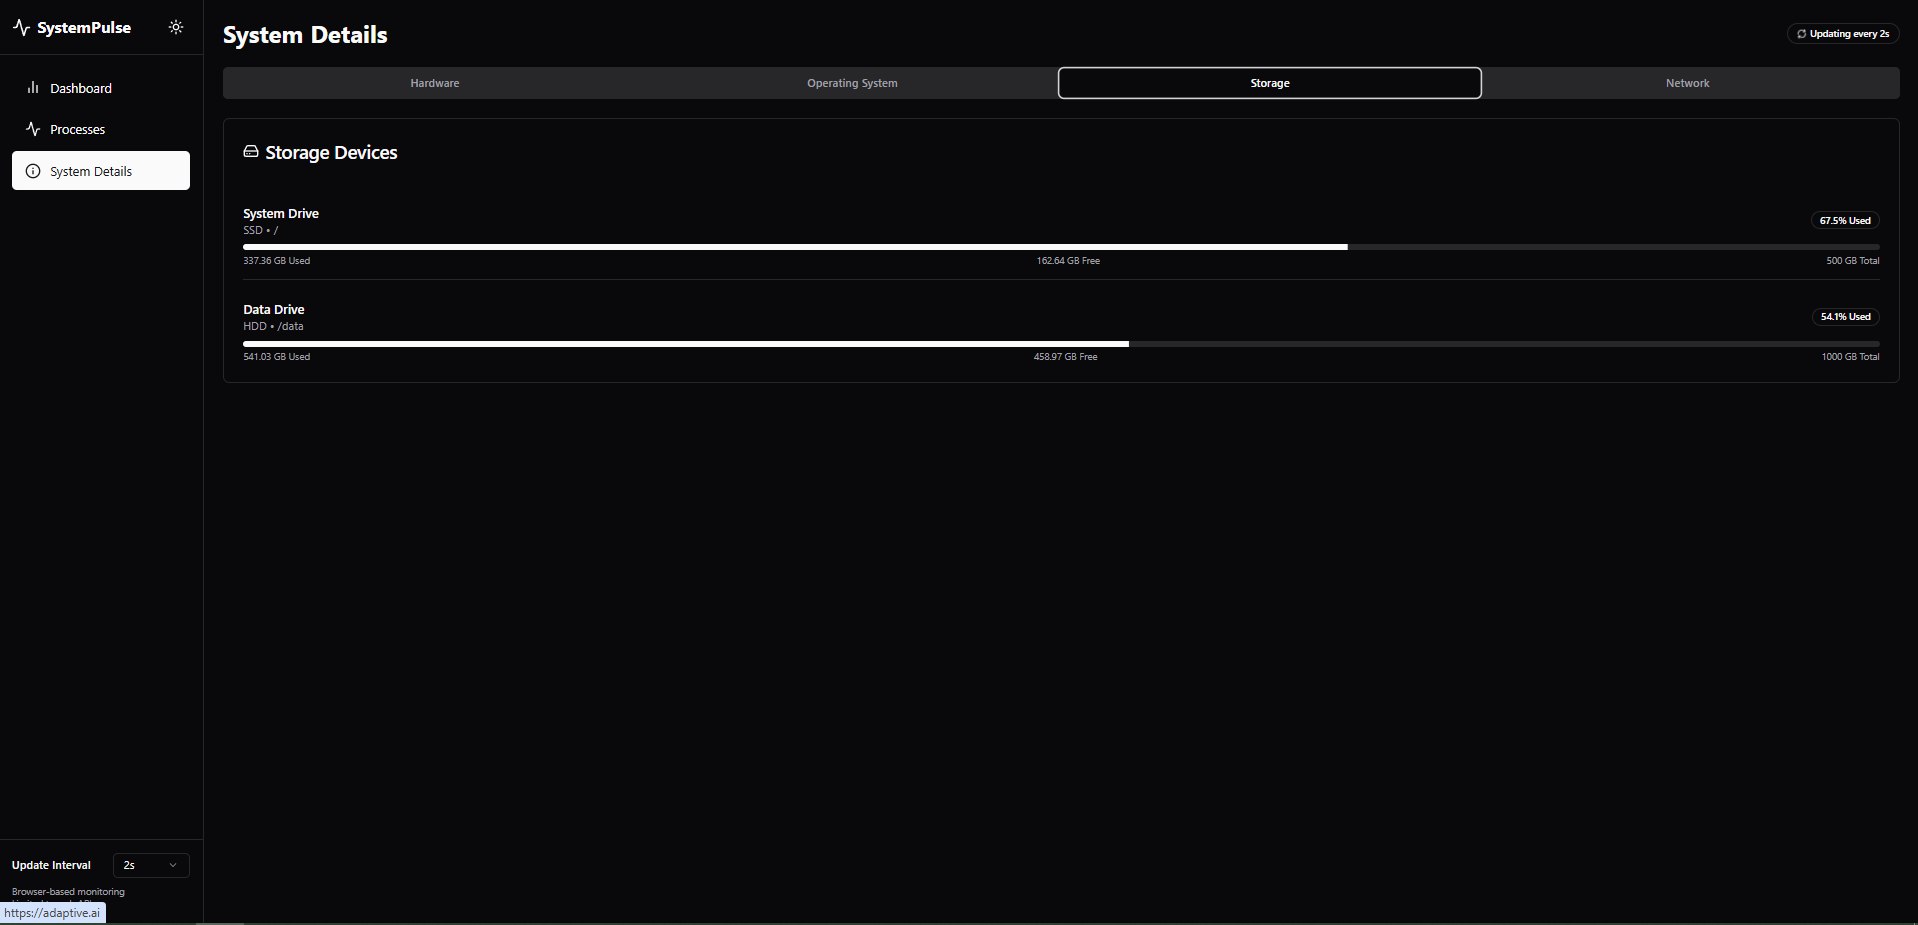 SystemPulse
Dashboard
Processes
System Details
System Details
Updating every 2s
Hardware
Operating System
Storage
Network
Storage Devices
System Drive
SSD • /
67.5% Used
337.36 GB Used
162.64 GB Free
500 GB Total
Data Drive
HDD • /data
54.1% Used
541.03 GB Used
458.97 GB Free
1000 GB Total
Update Interval
2s
Browser-based monitoring
https://adaptive.ai